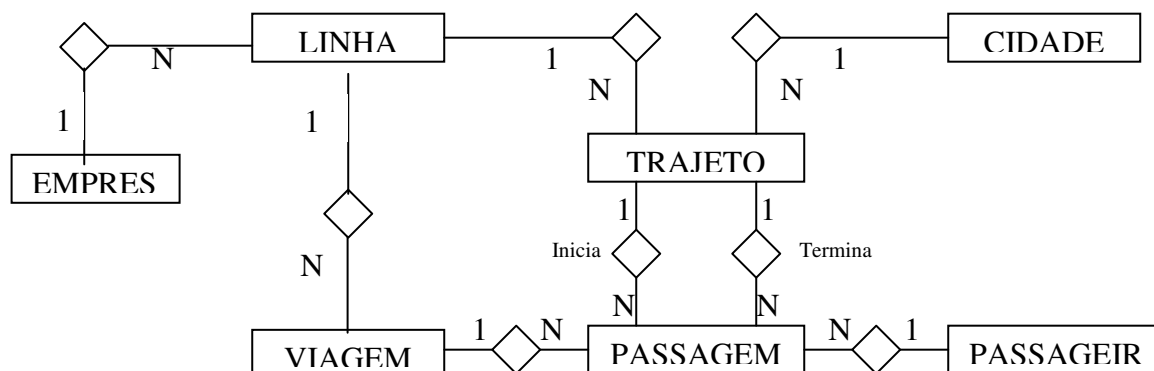 LINHA
CIDADE
N
1
1
1
1
N
N
TRAJETO
EMPRES
1
1
Inicia
Termina
N
N
N
1
N
N
1
VIAGEM
PASSAGEM
PASSAGEIR